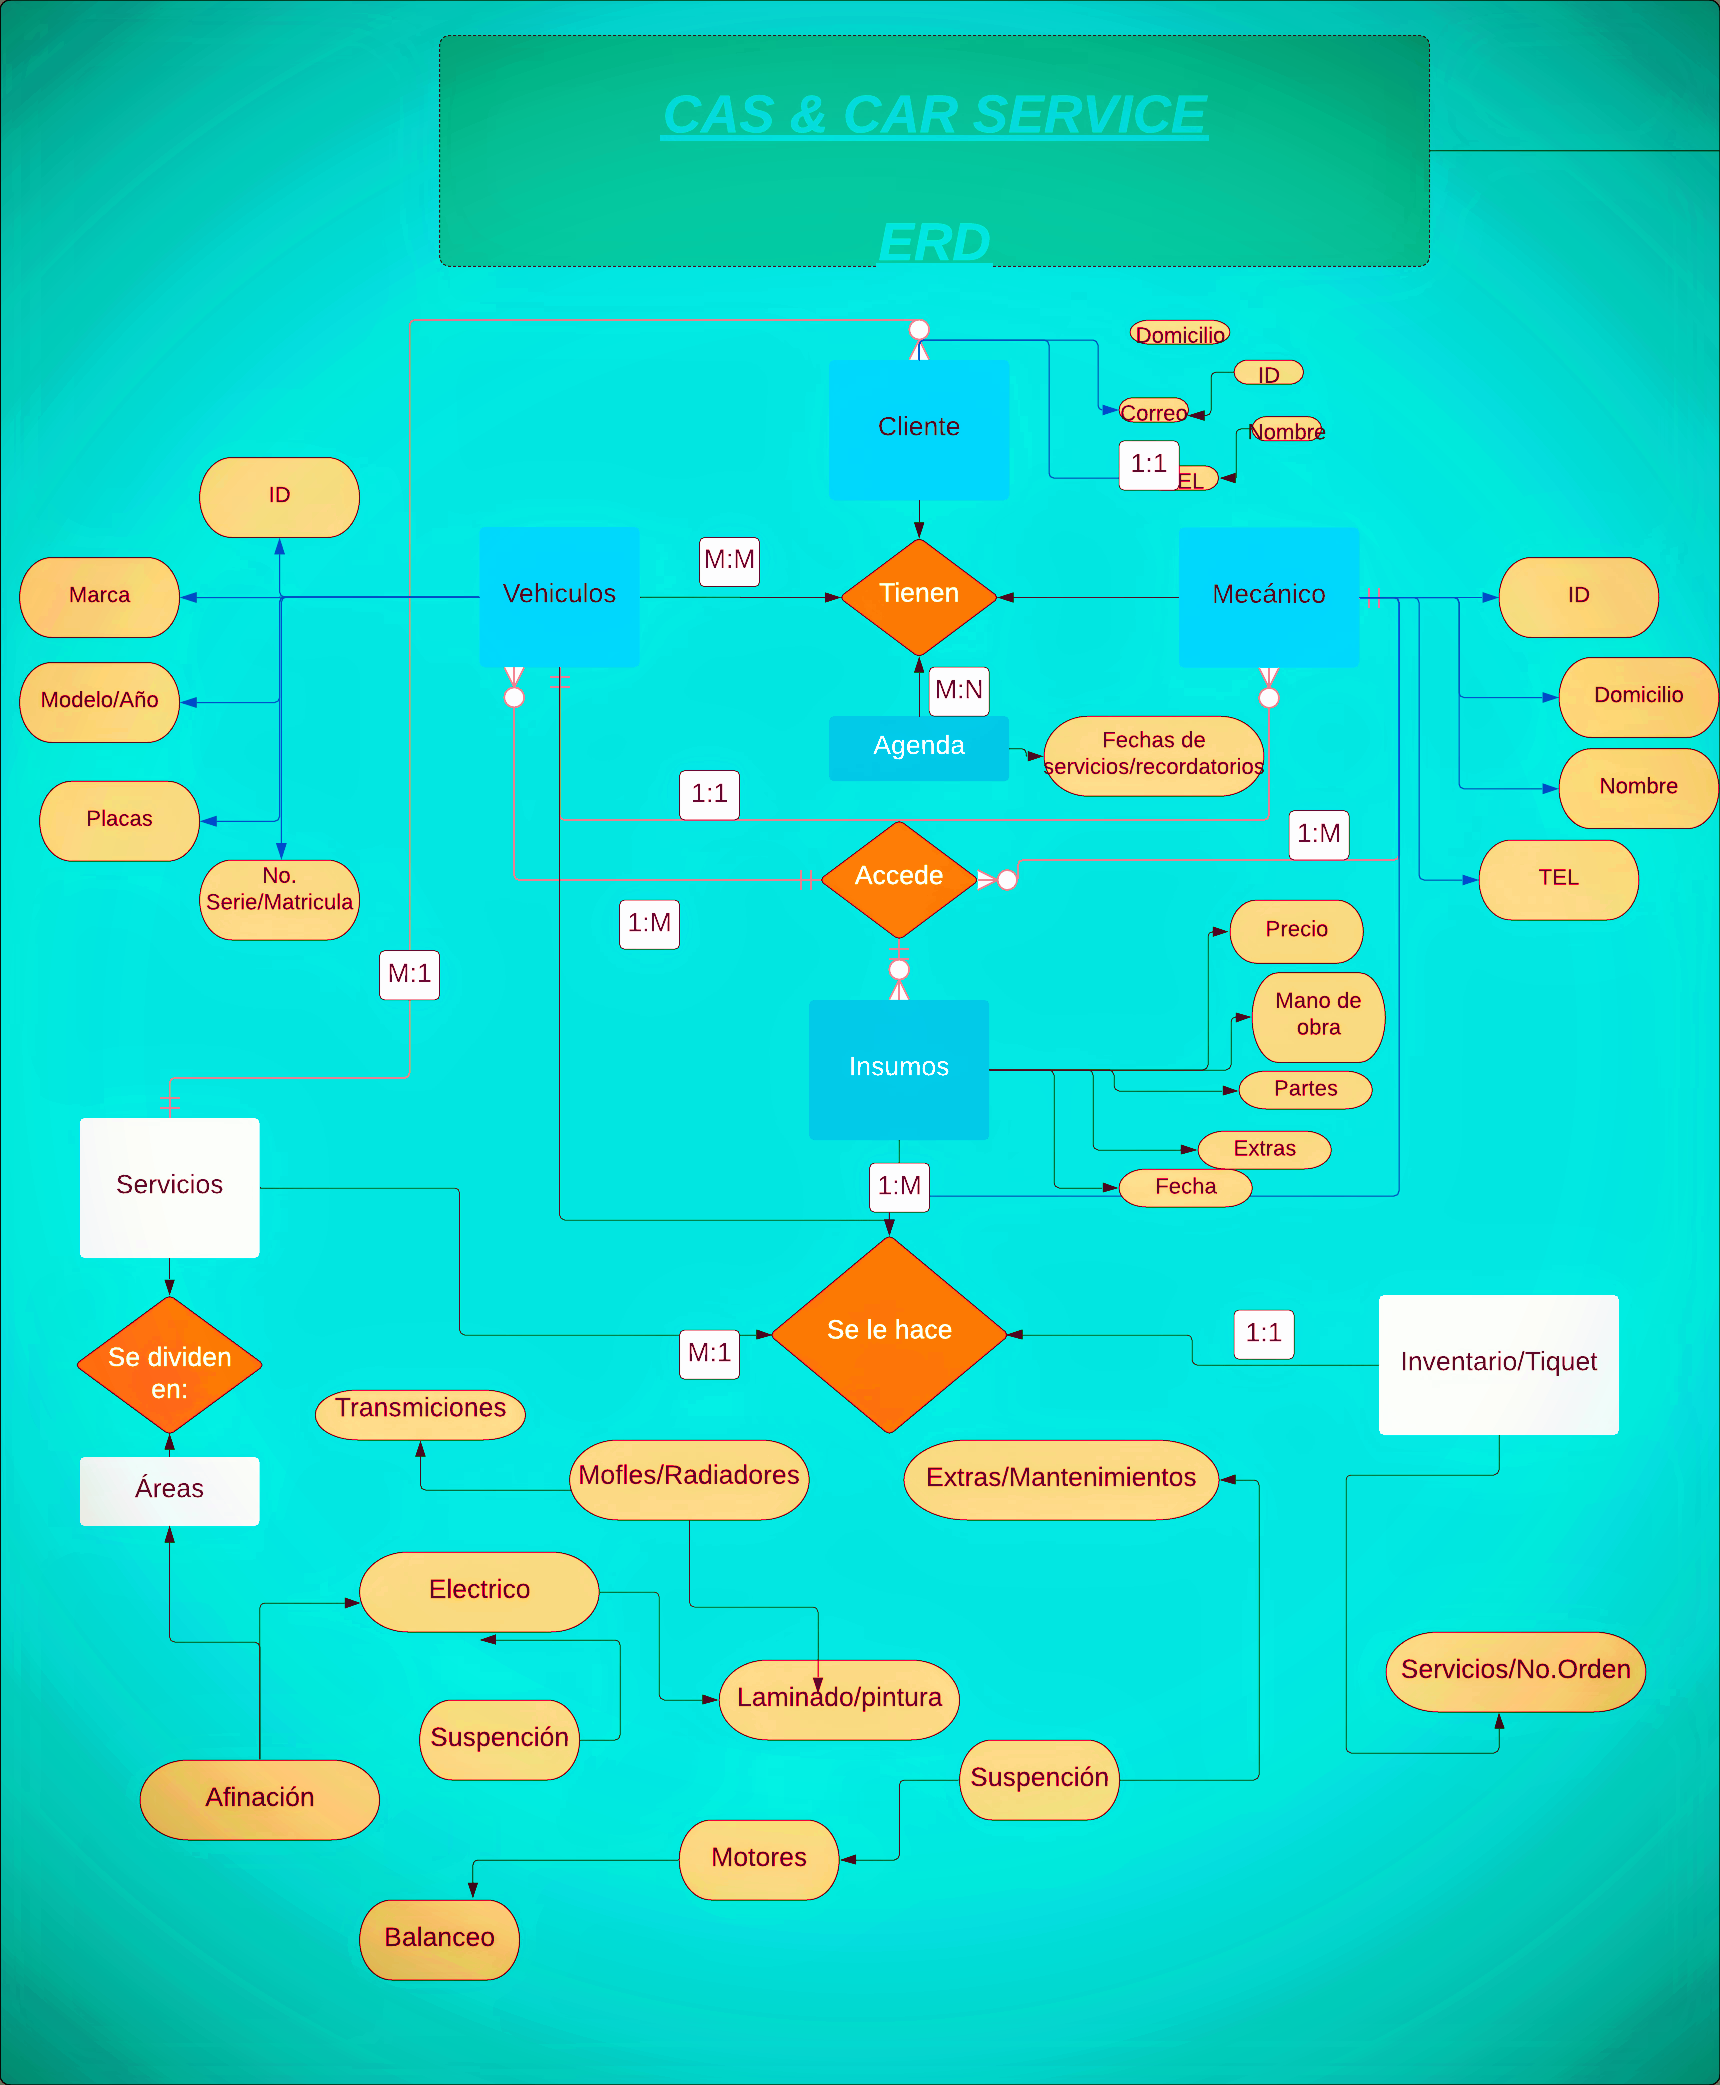 CAS & CAR SERVICE
ERD
Domicilio
ID
Cliente
Correo
Nombre
1:1
EL
ID
M:M
Marca
Vehiculos
Tienen
Mecánico
ID
Modelo/Año
M:N
Domicilio
Agenda
Fechas de
servicios/recordatorios
Nombre
1:1
Placas
1:M
No.
Serie/Matricula
Accede
TEL
1:M
Precio
M:1
Mano de
obra
Insumos
Partes
Extras
Servicios
1:M
Fecha
Se le hace
1:1
Se dividen
en:
M:1
Inventario/Tiquet
Transmiciones
Mofles/Radiadores
Extras/Mantenimientos
Áreas
Electrico
Servicios/No.Orden
Laminado/pintura
Suspención
Suspención
Afinación
Motores
Balanceo